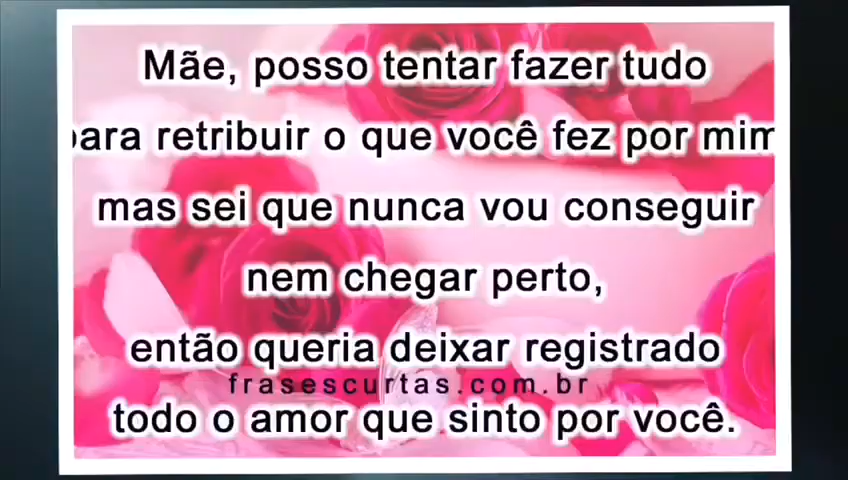 Mãe, posso tentar fazer tudo
para retribuir o que você fez por mim
mas sei que nunca vou conseguir
nem chegar perto,
então queria deixar registrado
frasescurtas.com.br
todo o amor que sinto por você.